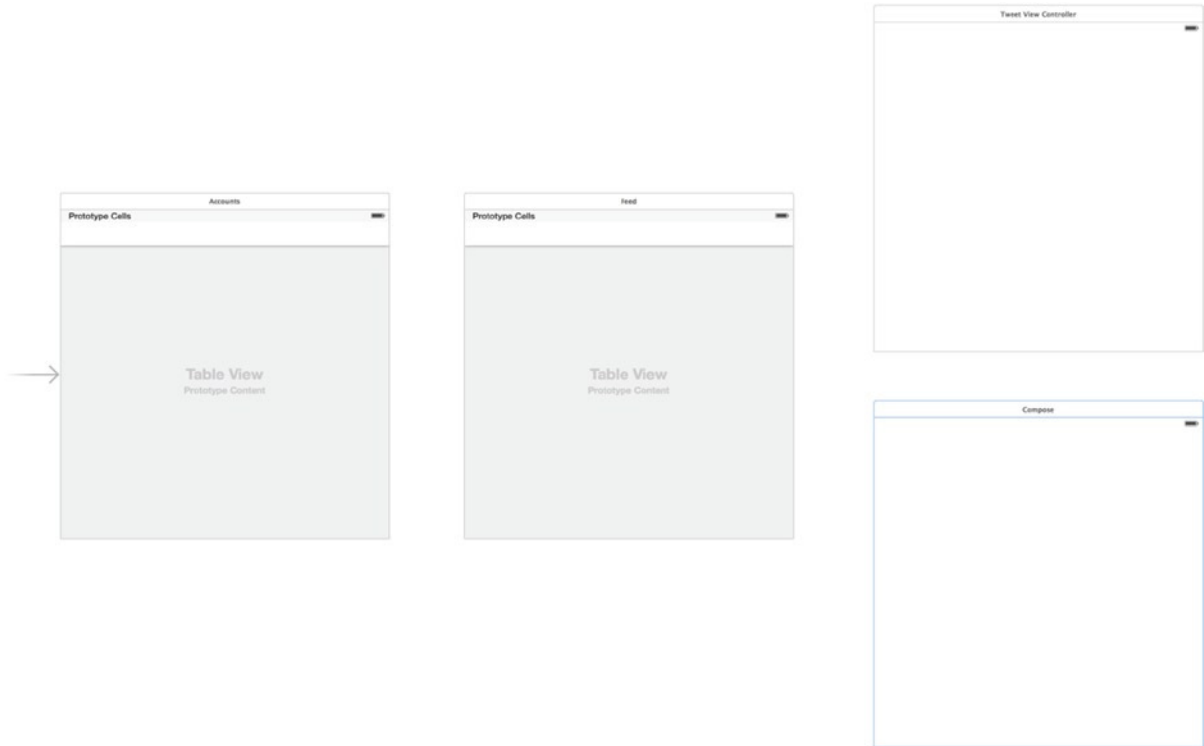 Tweet View Controller
Accounts
Prototype Cells
Table View
Prototype Content
Feed
Prototype Cells
Table View
Prototype Content
Compose